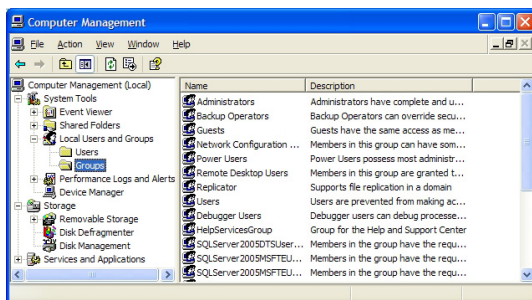 Computer Management
File Action View Window Help
Computer Management (Local)
System Tools
Event Viewer
Shared Folders
Local Users and Groups
Users
Groups
Performance Logs and Alerts
Device Manager
Storage
Removable Storage
Disk Defragmenter
Disk Management
Services and Applications
Name Description
Administrators Administrators have complete and u...
Backup Operators Backup Operators can override secu...
Guests Guests have the same access as me...
Network Configuration ... Members in this group can have som...
Power Users Power Users possess most administr...
Remote Desktop Users Members in this group are granted t...
Replicator Supports file replication in a domain
Users Users are prevented from making ac...
Debugger Users Debugger users can debug processe...
HelpServicesGroup Group for the Help and Support Center
SQLServer2005DTSUser... Members in the group have the requ...
SQLServer2005MSFTEU... Members in the group have the requ...
SQLServer2005MSFTEU... Members in the group have the requ...